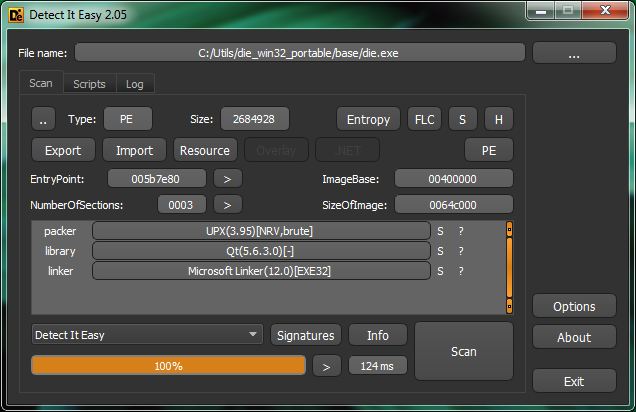 Detect It Easy 2.05
File name: C:/Utils/die_win32_portable/base/die.exe ...
Scan Scripts Log
.. Type: PE Size: 2684928 Entropy FLC S H
Export Import Resource Overlay .NET PE
EntryPoint: 005b7e80 > ImageBase: 00400000
NumberOfSections: 0003 > SizeOfImage: 0064c000
packer UPX(3.95)[NRV,brute] S ?
library Qt(5.6.3.0)[-] S ?
linker Microsoft Linker(12.0)[EXE32] S ?
Options
Detect It Easy Signatures Info Scan About
100% > 124 ms
Exit